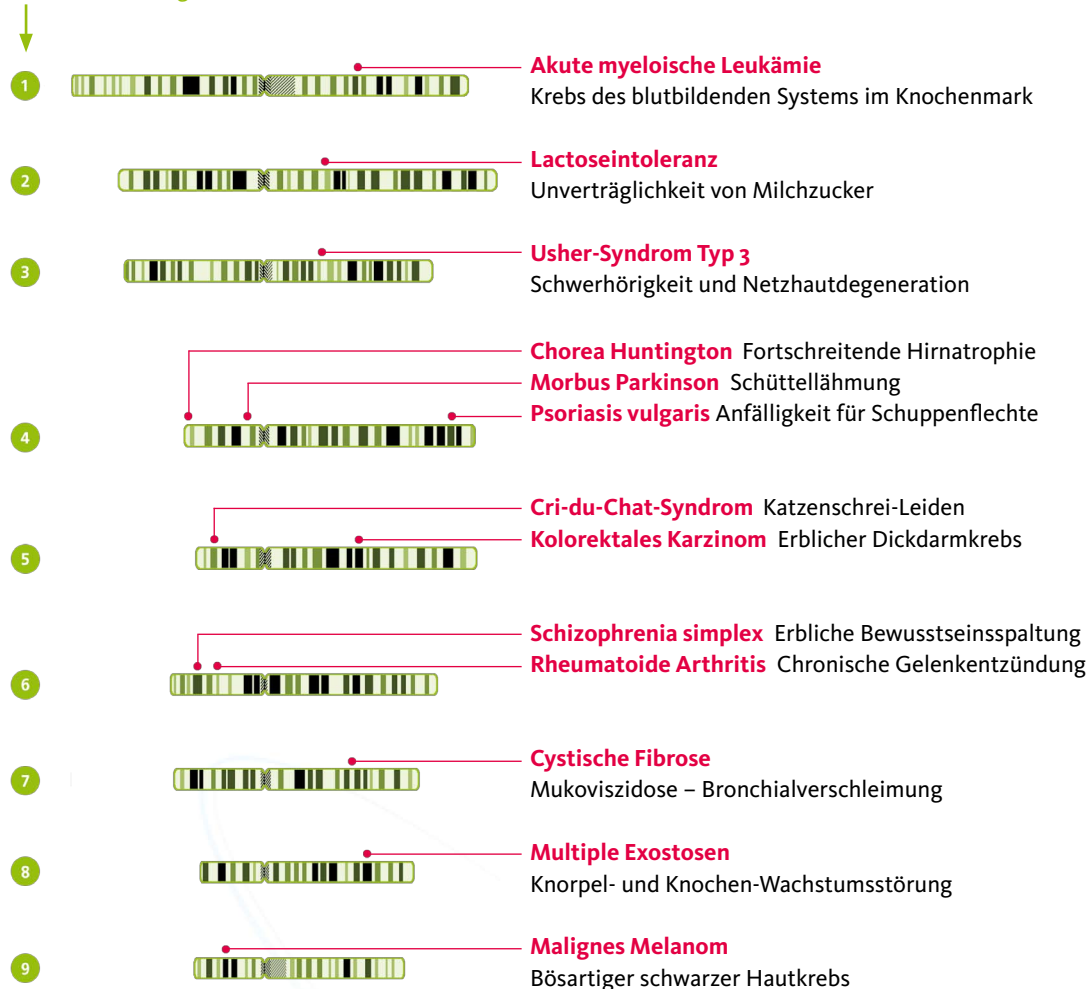 1
Akute myeloische Leukämie
Krebs des blutbildenden Systems im Knochenmark
2
Lactoseintoleranz
Unverträglichkeit von Milchzucker
3
Usher-Syndrom Typ 3
Schwerhörigkeit und Netzhautdegeneration
4
Chorea Huntington Fortschreitende Hirnatrophie
Morbus Parkinson Schüttellähmung
Psoriasis vulgaris Anfälligkeit für Schuppenflechte
5
Cri-du-Chat-Syndrom Katzenschrei-Leiden
Kolorektales Karzinom Erblicher Dickdarmkrebs
6
Schizophrenia simplex Erbliche Bewusstseinsspaltung
Rheumatoide Arthritis Chronische Gelenkentzündung
7
Cystische Fibrose
Mukoviszidose – Bronchialverschleimung
8
Multiple Exostosen
Knorpel- und Knochen-Wachstumsstörung
9
Malignes Melanom
Bösartiger schwarzer Hautkrebs